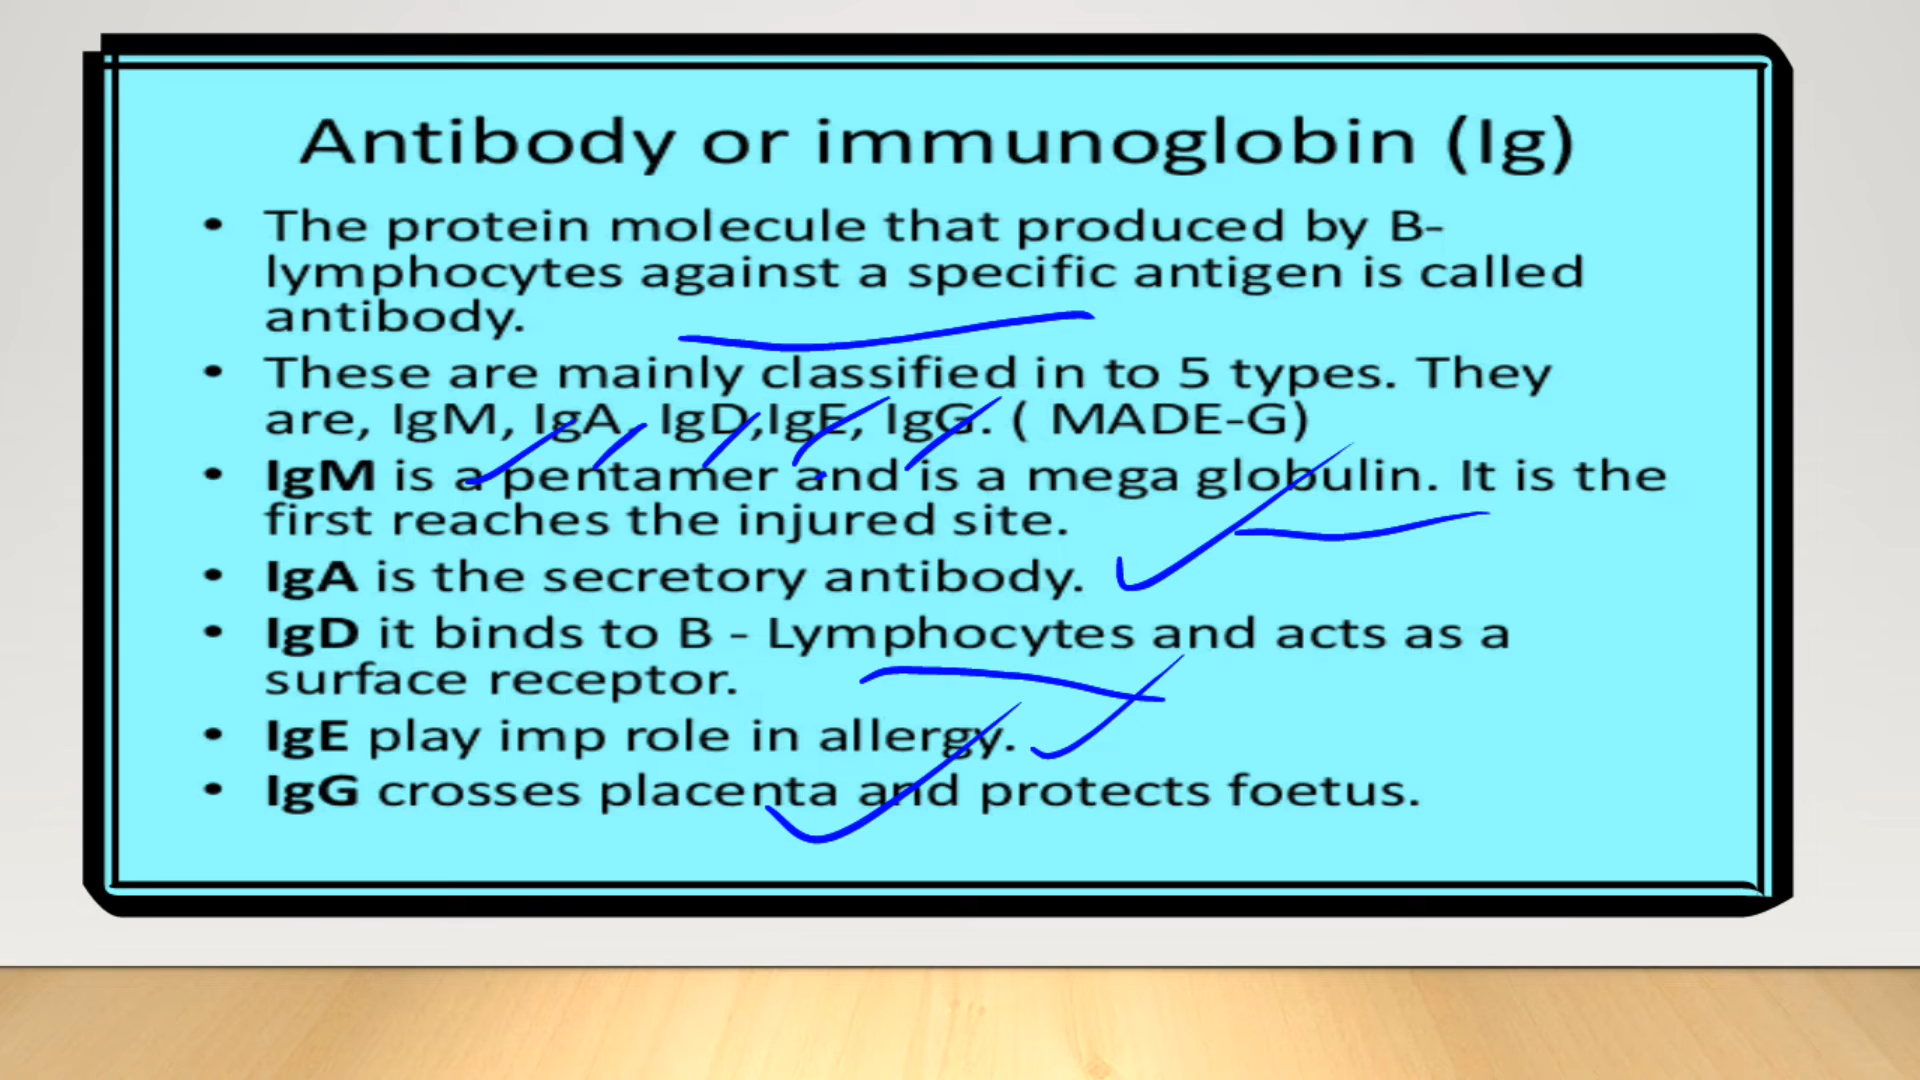 Antibody or immunoglobin (Ig)
• The protein molecule that produced by B-
lymphocytes against a specific antigen is called
antibody.
• These are mainly classified in to 5 types. They
are, IgM, IgA, IgD,IgE, IgG. ( MADE-G)
• IgM is a pentamer and is a mega globulin. It is the
first reaches the injured site.
• IgA is the secretory antibody.
• IgD it binds to B - Lymphocytes and acts as a
surface receptor.
• IgE play imp role in allergy.
• IgG crosses placenta and protects foetus.